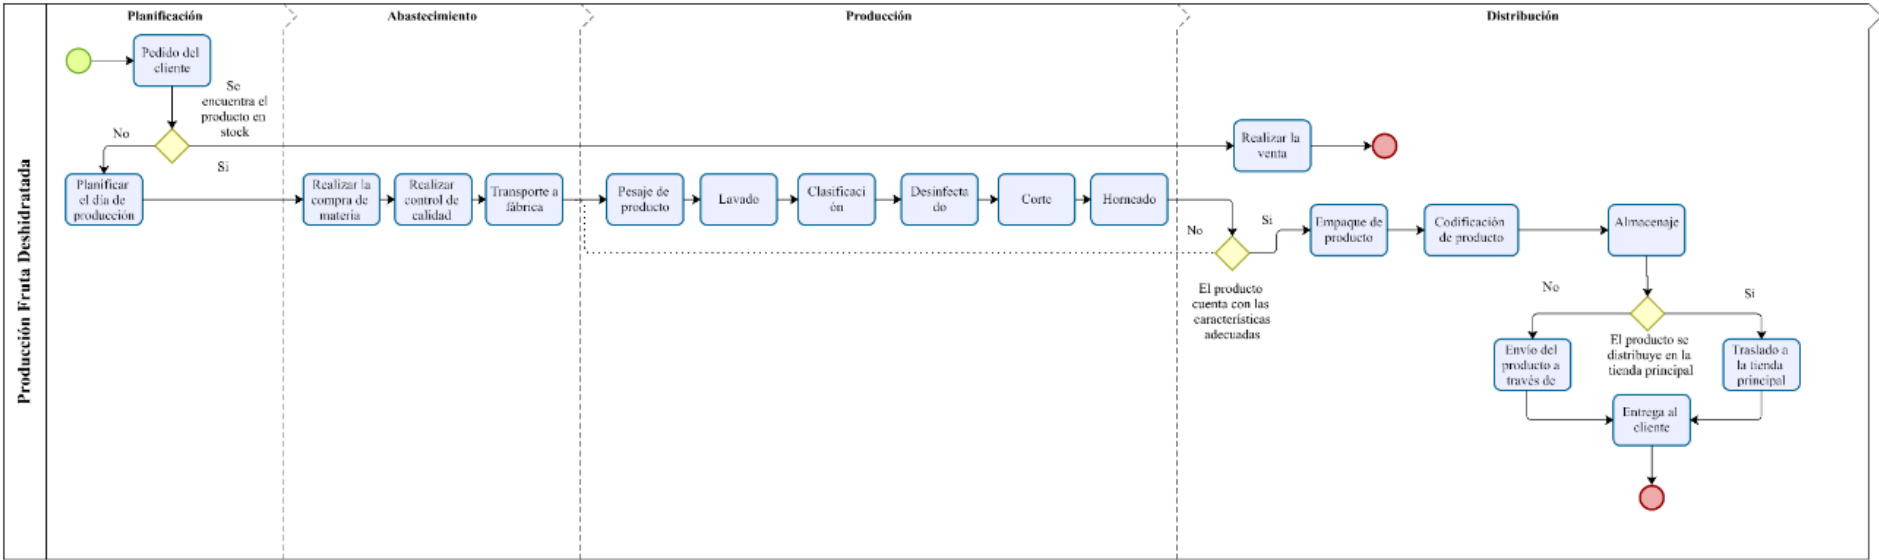 Planificación
Abastecimiento
Producción
Distribución
Producción Fruta Deshidratada
Pedido del
cliente
Se
encuentra el
producto en
stock
No
Si
Planificar
el día de
producción
Realizar la
compra de
materia
Realizar
control de
calidad
Transporte a
fábrica
Pesaje de
producto
Lavado
Clasificaci
ón
Desinfecta
do
Corte
Horneado
Realizar la
venta
No
Si
El producto
cuenta con las
características
adecuadas
Empaque de
producto
Codificación
de producto
Almacenaje
No
Si
El producto se
distribuye en la
tienda principal
Envío del
producto a
través de
Traslado a
la tienda
principal
Entrega al
cliente